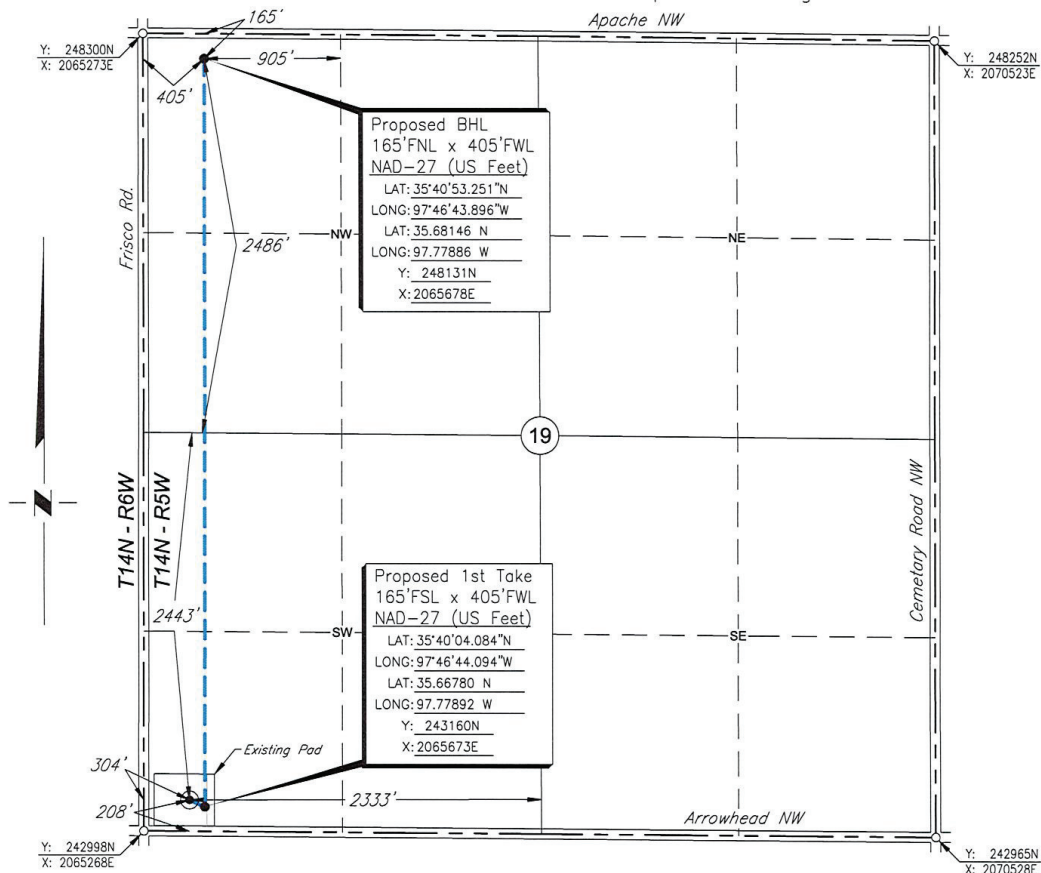 165'
Apache NW
Y: 248300N
X: 2065273E
905'
Y: 248252N
X: 2070523E
405'
Proposed BHL
165'FNL x 405'FWL
NAD-27 (US Feet)
LAT: 35°40'53.251"N
LONG: 97°46'43.896"W
LAT: 35.68146 N
LONG: 97.77886 W
Y: 248131N
X: 2065678E
Frisco Rd.
2486'
NW
NE
19
T14N - R6W
T14N - R5W
N
Cemetary Road NW
Proposed 1st Take
165'FSL x 405'FWL
NAD-27 (US Feet)
LAT: 35°40'04.084"N
LONG: 97°46'44.094"W
LAT: 35.66780 N
LONG: 97.77892 W
Y: 243160N
X: 2065673E
2443'
SW
SE
Existing Pad
304'
2333'
208'
Arrowhead NW
Y: 242998N
X: 2065268E
Y: 242965N
X: 2070528E